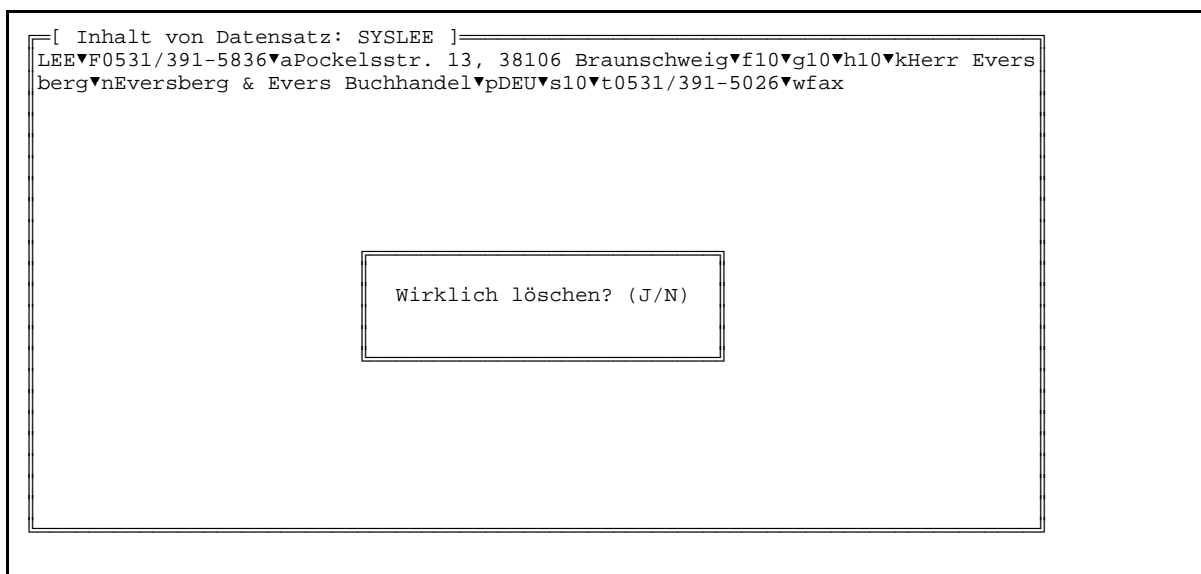 [ Inhalt von Datensatz: SYSLEE ]
LEE▼F0531/391-5836▼aPockelsstr. 13, 38106 Braunschweig▼f10▼g10▼h10▼kHerr Evers
berg▼nEversberg & Evers Buchhandel▼pDEU▼s10▼t0531/391-5026▼wfax
Wirklich löschen? (J/N)